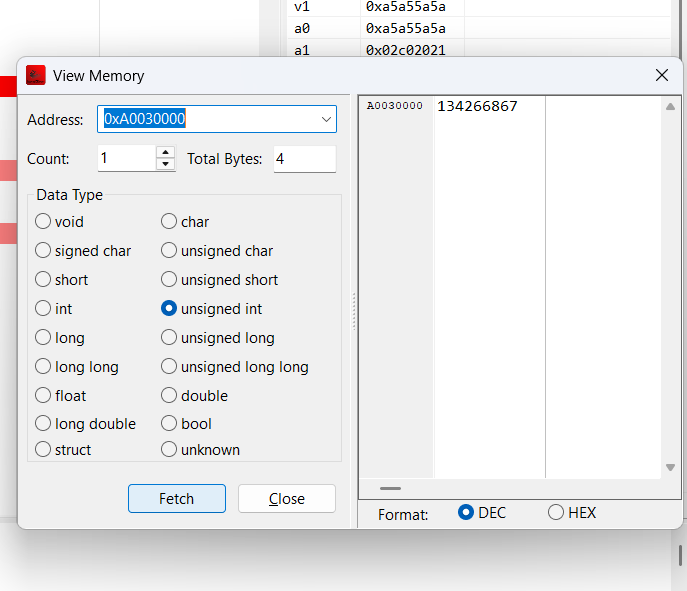 v1 0xa5a55a5a
a0 0xa5a55a5a
a1 0x02c02021
View Memory
Address: 0xA0030000
Count: 1 Total Bytes: 4
Data Type
void char
signed char unsigned char
short unsigned short
int unsigned int
long unsigned long
long long unsigned long long
float double
long double bool
struct unknown
Fetch Close
A0030000 134266867
Format: DEC HEX